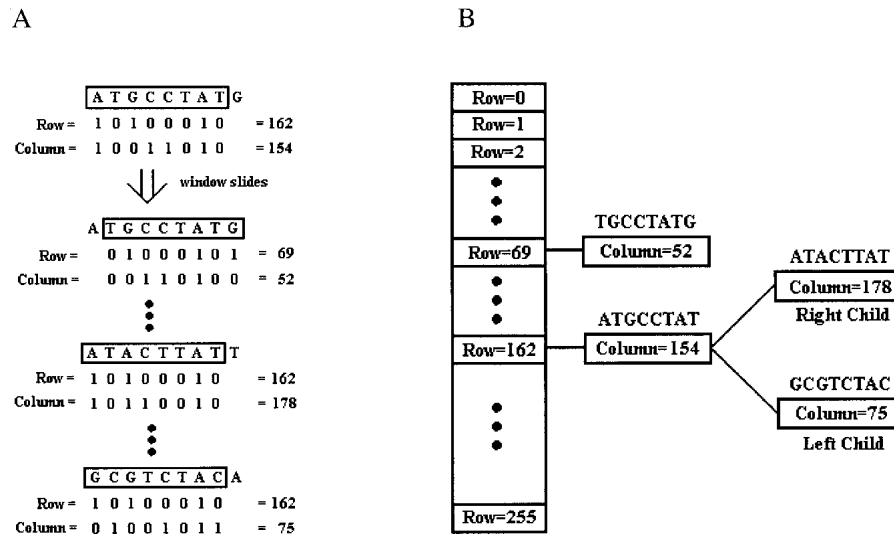 A
A T G C C T A T G
Row = 1 0 1 0 0 0 1 0 = 162
Column = 1 0 0 1 1 0 1 0 = 154
window slides
A T G C C T A T G
Row = 0 1 0 0 0 1 0 1 = 69
Column = 0 0 1 1 0 1 0 0 = 52
A T A C T T A T T
Row = 1 0 1 0 0 0 1 0 = 162
Column = 1 0 1 1 0 0 1 0 = 178
G C G T C T A C A
Row = 1 0 1 0 0 0 1 0 = 162
Column = 0 1 0 0 1 0 1 1 = 75
B
Row=0
Row=1
Row=2
Row=69
Row=162
Row=255
TGCCTATG
Column=52
ATGCCTAT
Column=154
ATACTTAT
Column=178
Right Child
GCGTCTAC
Column=75
Left Child